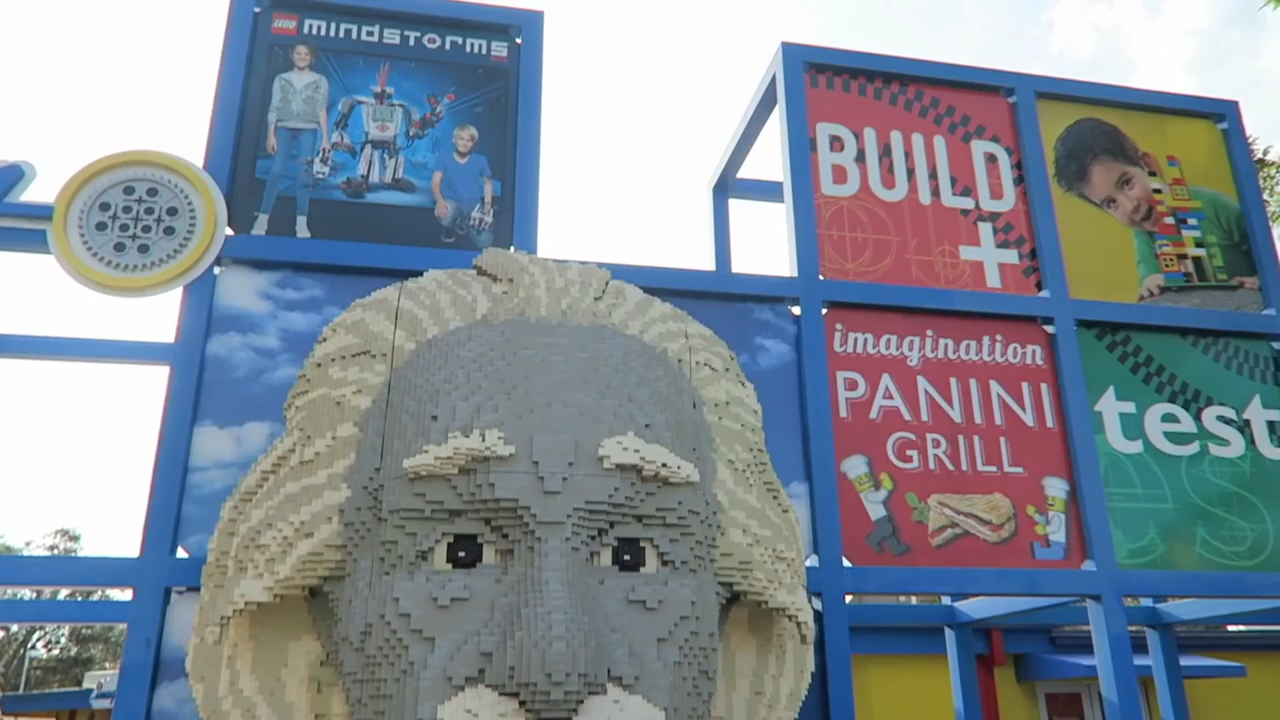 LEGO mindstorms
BUILD
+
imagination
PANINI
GRILL
test